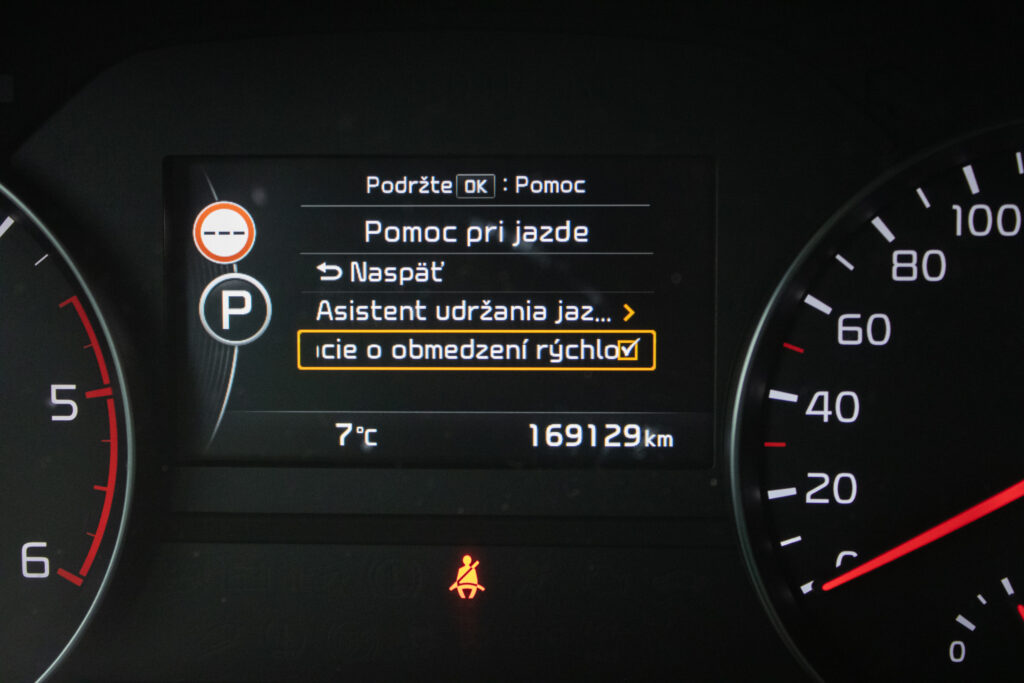 Podržte OK : Pomoc
Pomoc pri jazde
Naspäť
Asistent udržania jaz...
cie o obmedzení rýchlo
---
P
7°C
169129km
5
6
100
80
60
40
20
0
0